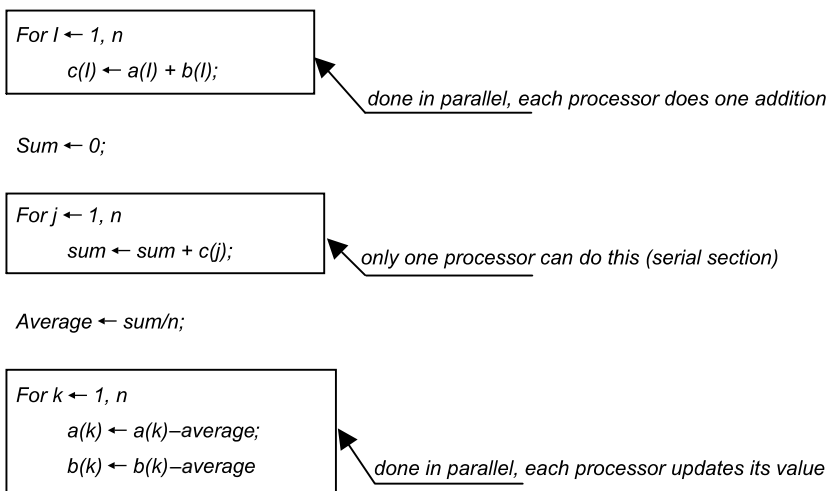 For I ← 1, n
c(I) ← a(I) + b(I);
done in parallel, each processor does one addition
Sum ← 0;
For j ← 1, n
sum ← sum + c(j);
only one processor can do this (serial section)
Average ← sum/n;
For k ← 1, n
a(k) ← a(k)–average;
b(k) ← b(k)–average
done in parallel, each processor updates its value